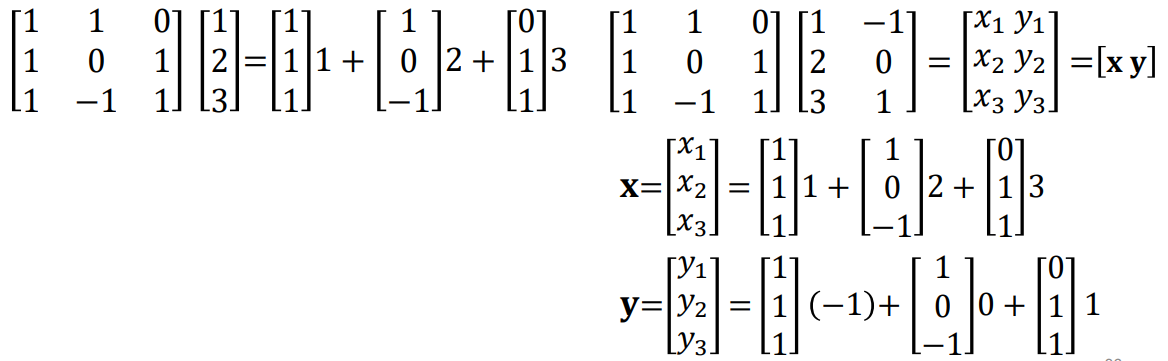 [1 1 0; 1 0 1; 1 −1 1] [1; 2; 3] = [1; 1; 1] 1 + [1; 0; −1] 2 + [0; 1; 1] 3
[1 1 0; 1 0 1; 1 −1 1] [1 −1; 2 0; 3 1] = [x₁ y₁; x₂ y₂; x₃ y₃] = [x y]
x = [x₁; x₂; x₃] = [1; 1; 1] 1 + [1; 0; −1] 2 + [0; 1; 1] 3
y = [y₁; y₂; y₃] = [1; 1; 1] (−1) + [1; 0; −1] 0 + [0; 1; 1] 1